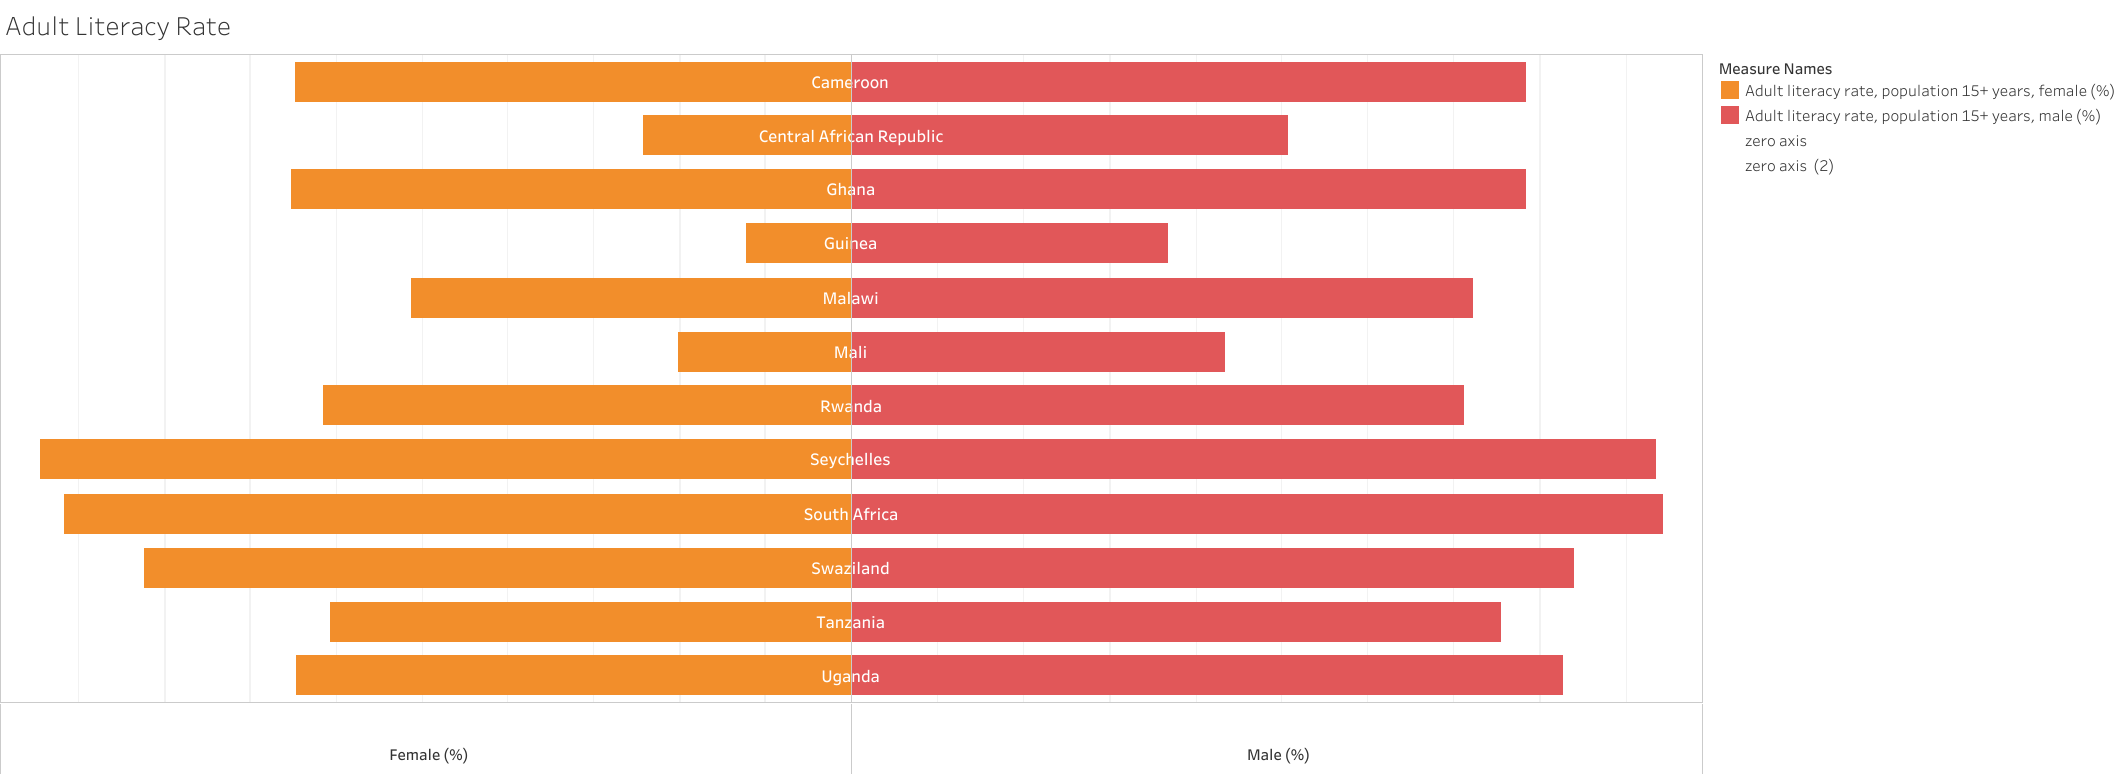 Adult Literacy Rate
Cameroon
Central African Republic
Ghana
Guinea
Malawi
Mali
Rwanda
Seychelles
South Africa
Swaziland
Tanzania
Uganda
Female (%)
Male (%)
Measure Names
Adult literacy rate, population 15+ years, female (%)
Adult literacy rate, population 15+ years, male (%)
zero axis
zero axis (2)